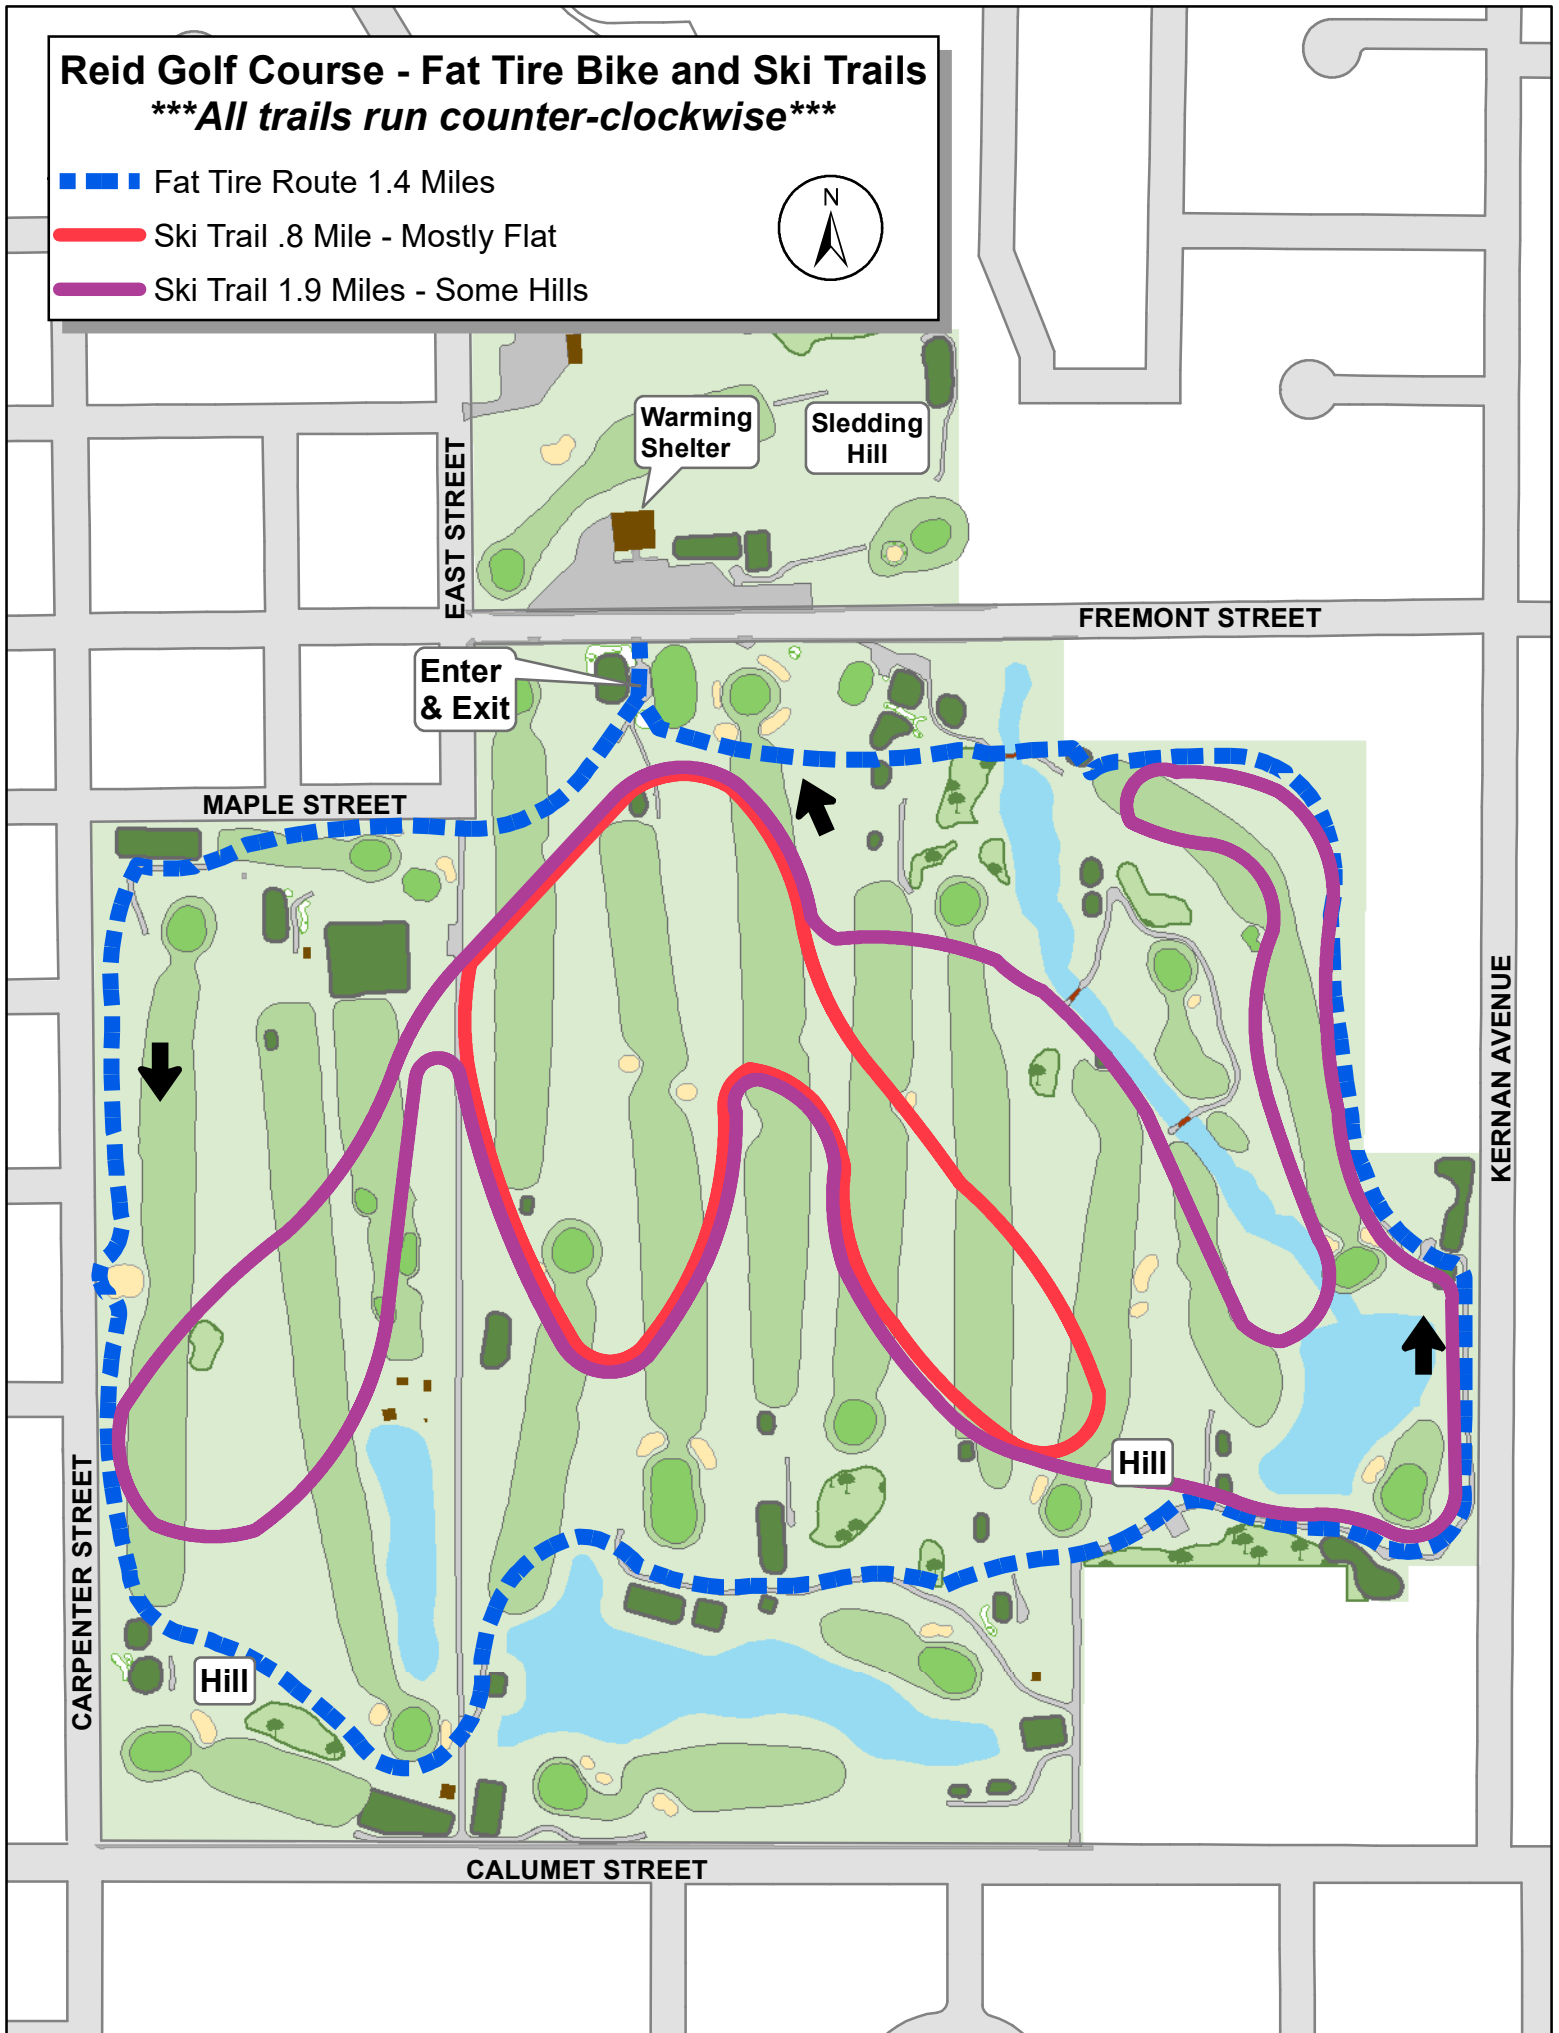 Reid Golf Course - Fat Tire Bike and Ski Trails
***All trails run counter-clockwise***
Fat Tire Route 1.4 Miles
Ski Trail .8 Mile - Mostly Flat
Ski Trail 1.9 Miles - Some Hills
N
Warming
Shelter
Sledding
Hill
EAST STREET
FREMONT STREET
Enter
& Exit
MAPLE STREET
KERNAN AVENUE
Hill
CARPENTER STREET
Hill
CALUMET STREET